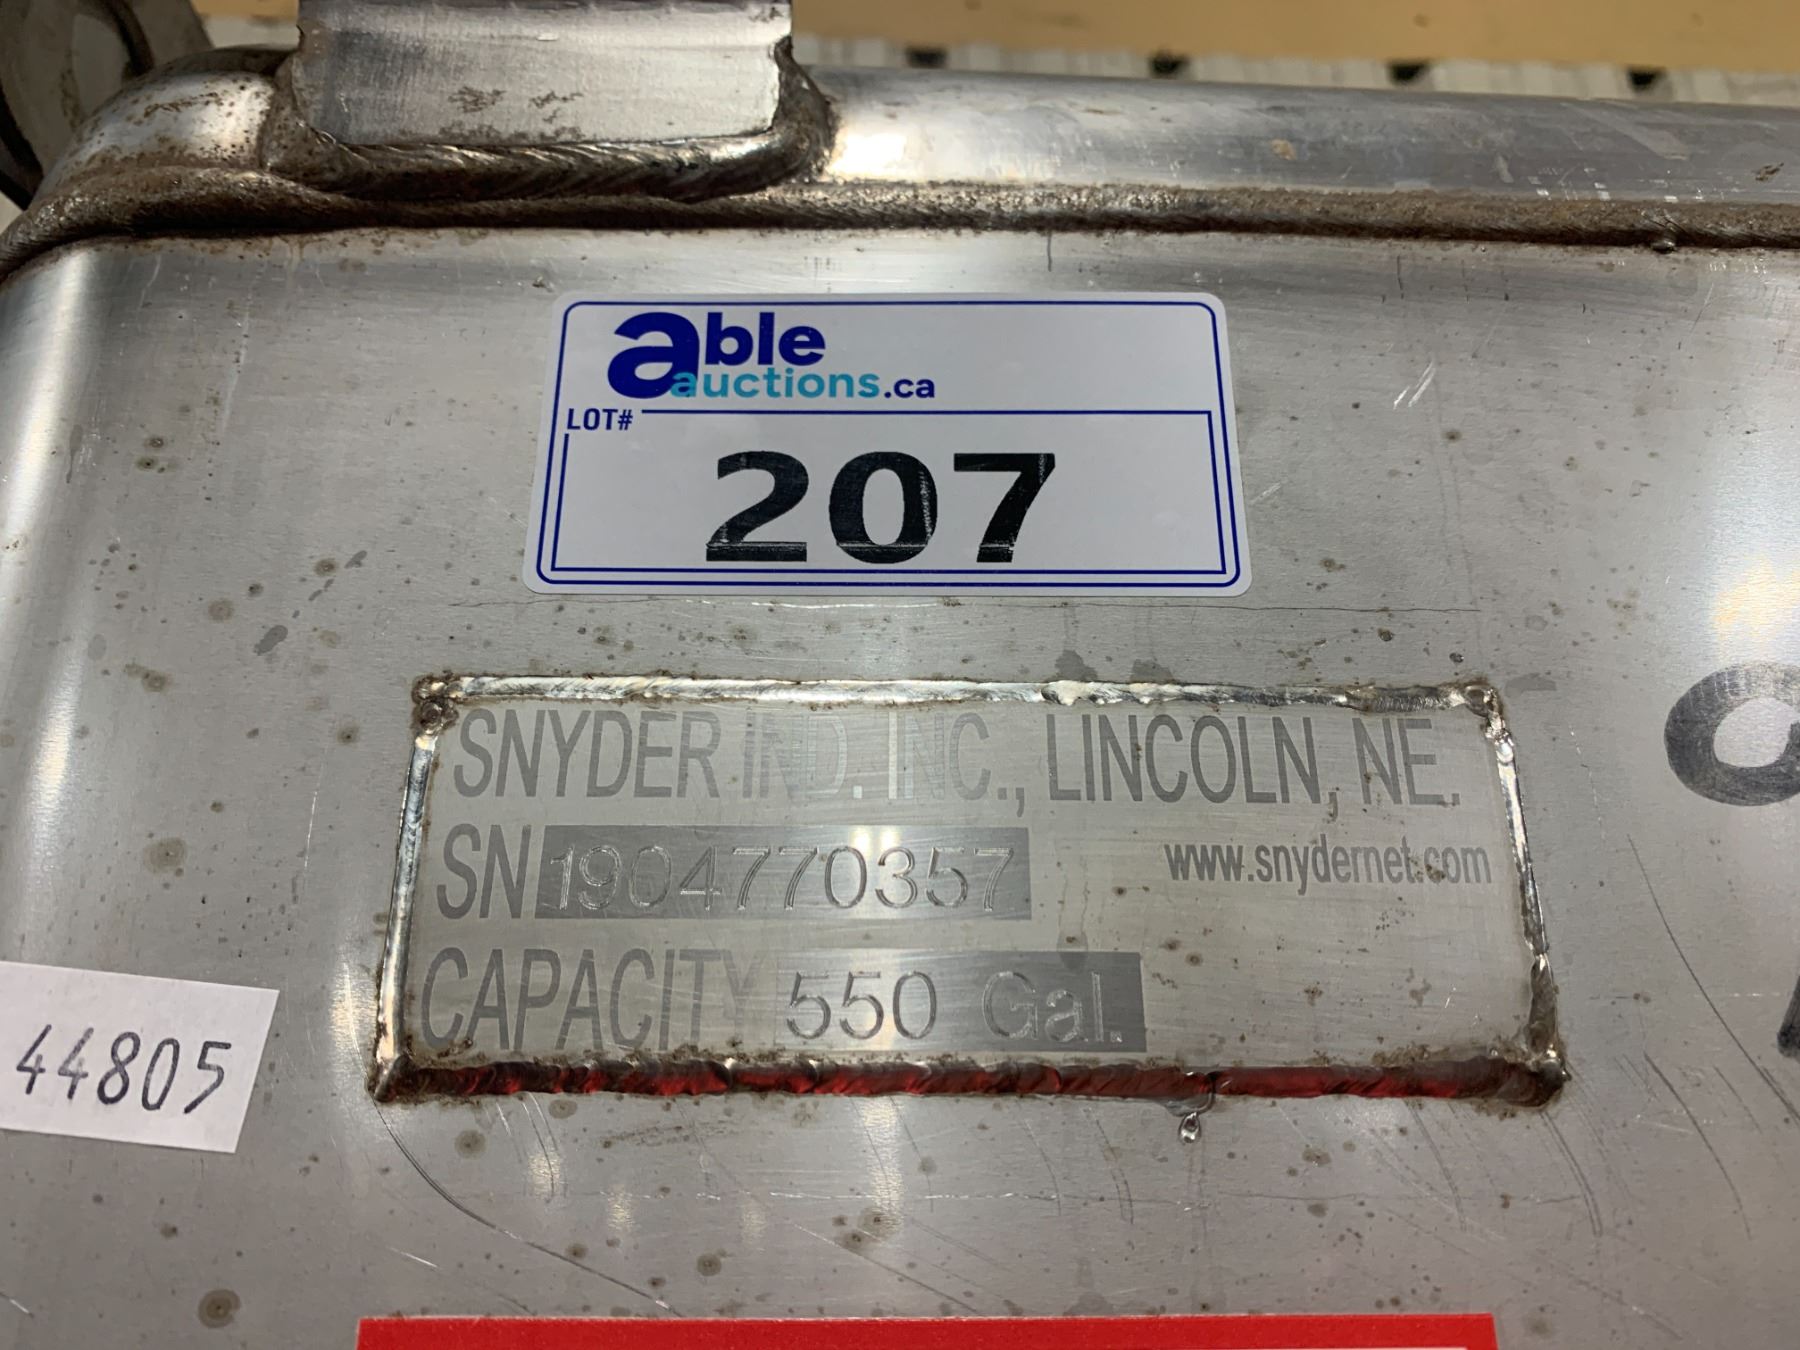 able
auctions.ca
LOT#
207
SNYDER IND. INC., LINCOLN, NE.
SN 1904770357
www.snydernet.com
CAPACITY 550 Gal.
44805